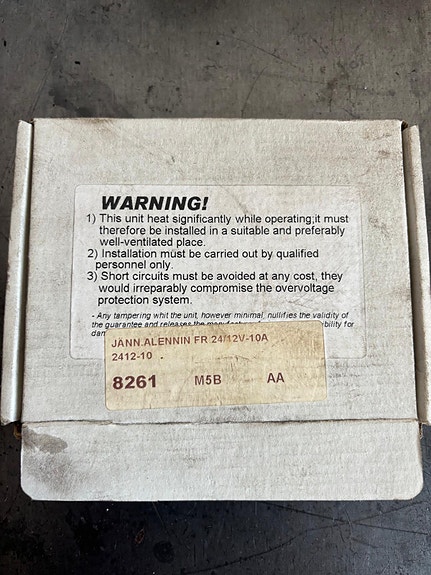 WARNING!
1) This unit heat significantly while operating;it must
therefore be installed in a suitable and preferably
well-ventilated place.
2) Installation must be carried out by qualified
personnel only.
3) Short circuits must be avoided at any cost, they
would irreparably compromise the overvoltage
protection system.
- Any tampering whit the unit, however minimal, nullifies the validity of
the guarantee and releases the
for
JÄNN.ALENNIN FR 24/12V-10A
2412-10 .
8261 M5B AA